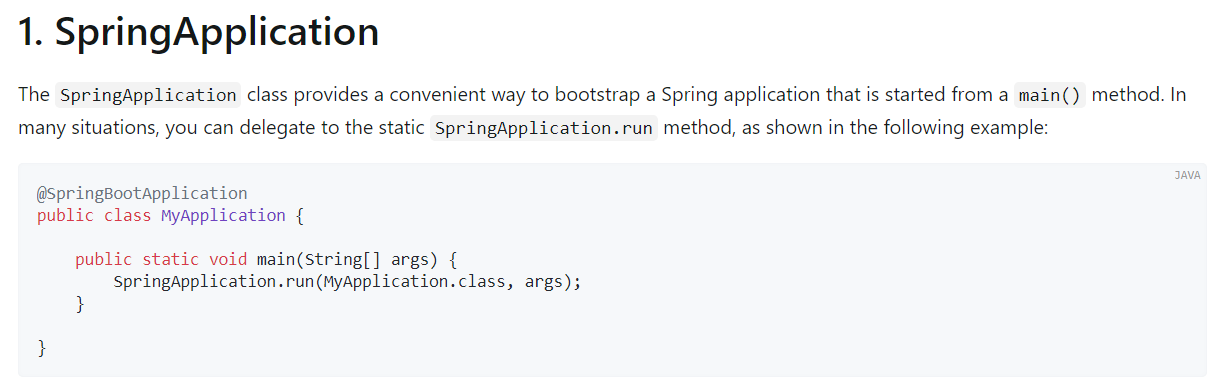 1. SpringApplication
The SpringApplication class provides a convenient way to bootstrap a Spring application that is started from a main() method. In
many situations, you can delegate to the static SpringApplication.run method, as shown in the following example:
JAVA
@SpringBootApplication
public class MyApplication {
    public static void main(String[] args) {
        SpringApplication.run(MyApplication.class, args);
    }
}